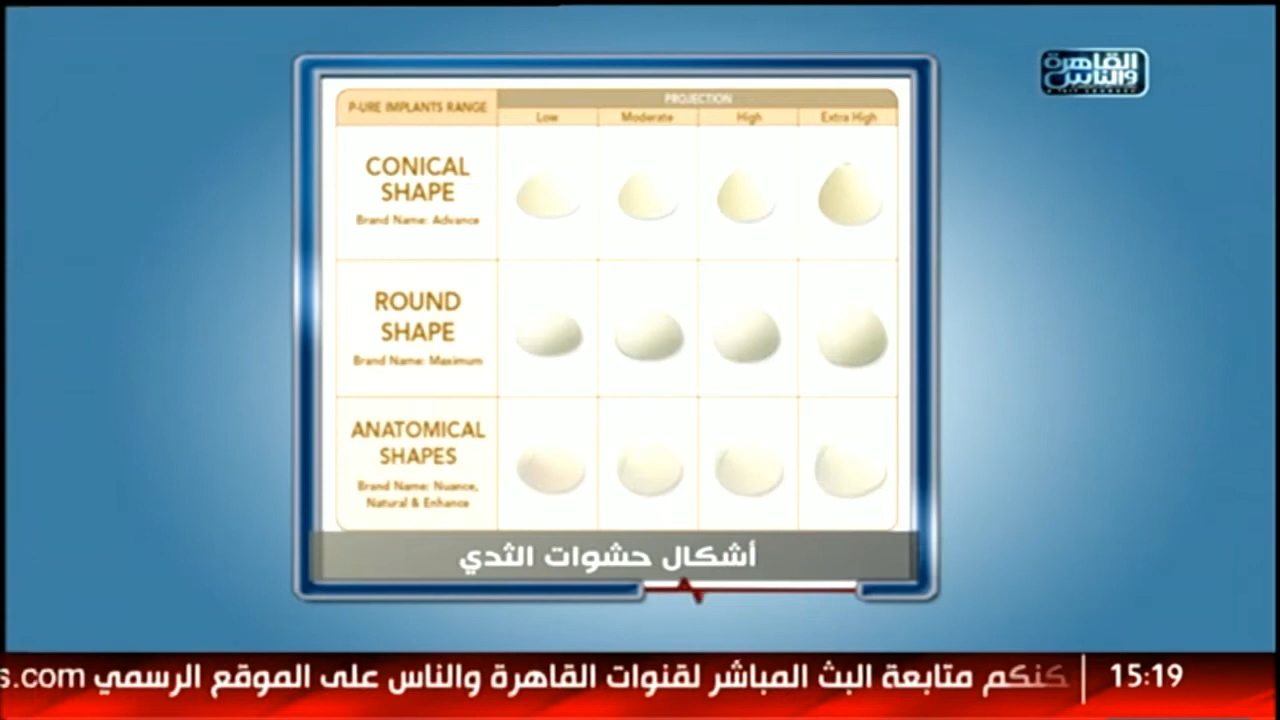 القاهرة
والناس
P-URE IMPLANTS RANGE
PROJECTION
Low
Moderate
High
Extra High
CONICAL
SHAPE
Brand Name: Advance
ROUND
SHAPE
Brand Name: Maximum
ANATOMICAL
SHAPES
Brand Name: Nuance,
Natural & Enhance
أشكال حشوات الثدي
15:19
كنكم متابعة البث المباشر لقنوات القاهرة والناس على الموقع الرسمي s.com